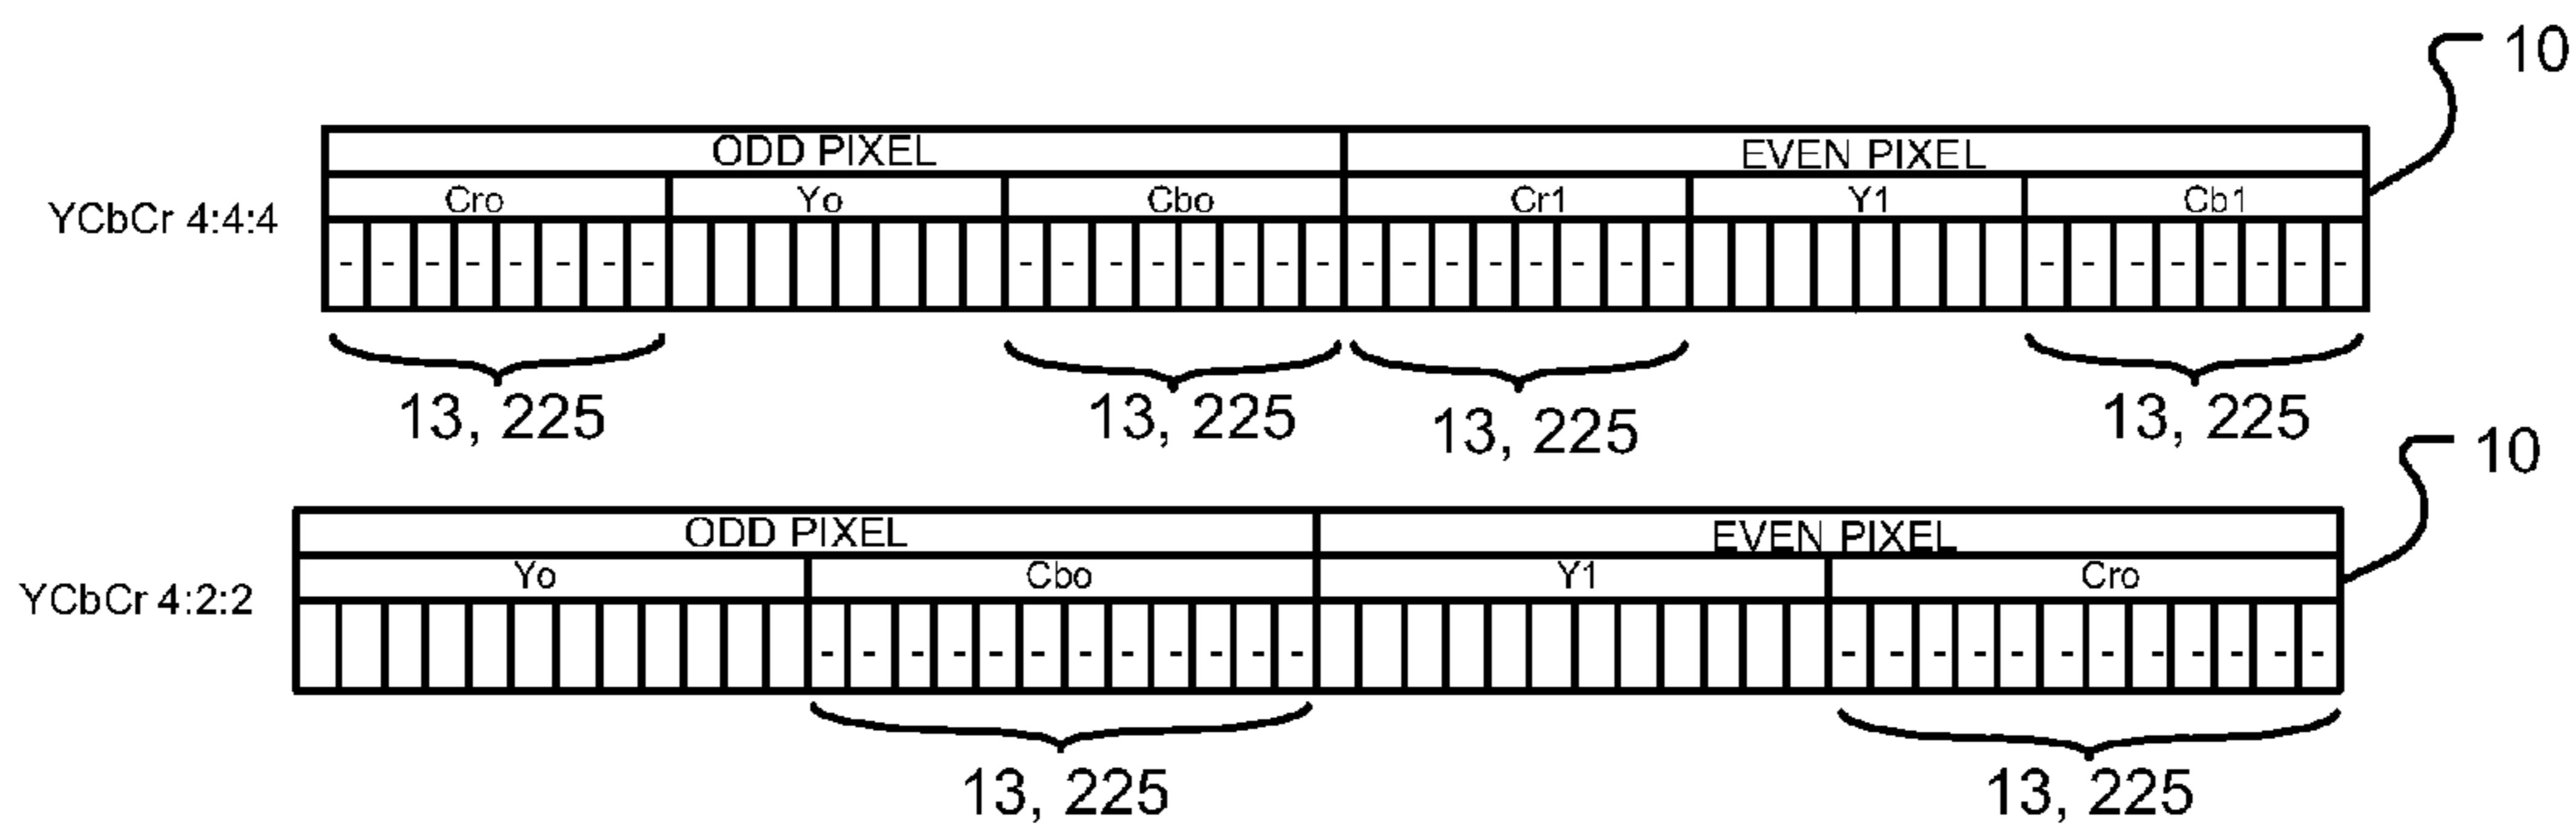 10
ODD PIXEL EVEN PIXEL
YCbCr 4:4:4 Cro Yo Cbo Cr1 Y1 Cb1
- - - - - - - - - - - - - - - - - - - - - - - - - - - - - - - -
13, 225 13, 225 13, 225 13, 225
10
ODD PIXEL EVEN PIXEL
YCbCr 4:2:2 Yo Cbo Y1 Cro
- - - - - - - - - - - - - - - - - - - - - - - -
13, 225 13, 225